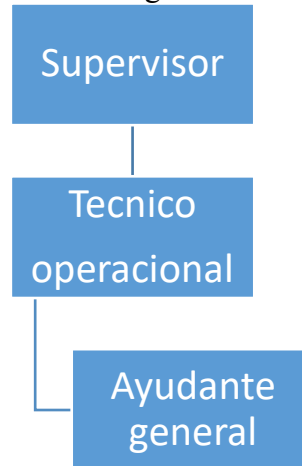 Supervisor
Tecnico
operacional
Ayudante
general